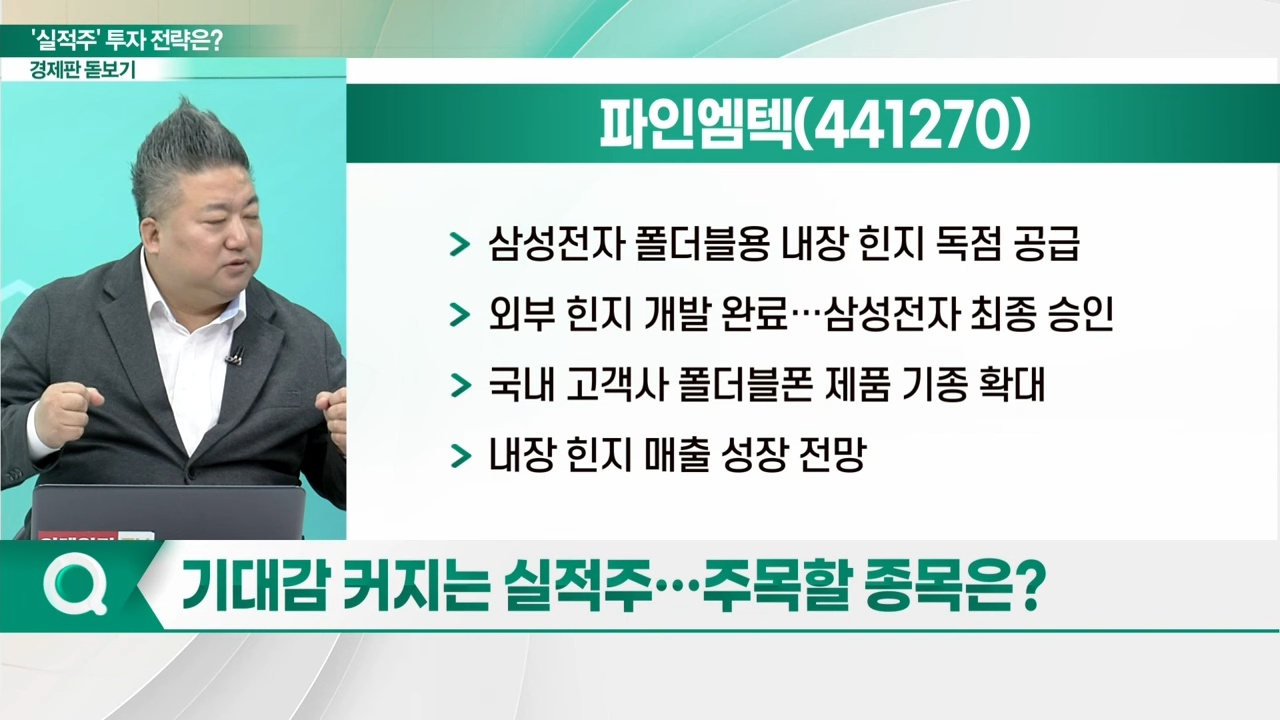 '실적주' 투자 전략은?
경제판 돋보기
파인엠텍(441270)
> 삼성전자 폴더블용 내장 힌지 독점 공급
> 외부 힌지 개발 완료…삼성전자 최종 승인
> 국내 고객사 폴더블폰 제품 기종 확대
> 내장 힌지 매출 성장 전망
기대감 커지는 실적주…주목할 종목은?